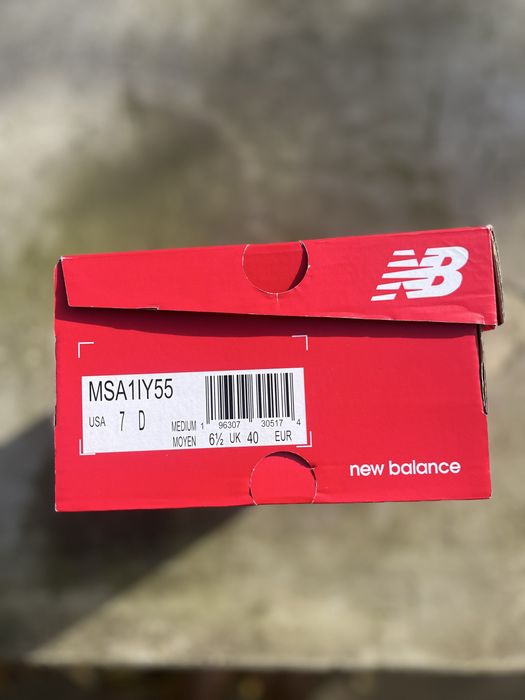 NB
MSA1IY55
USA 7 D MEDIUM 1 96307 30517 4
MOYEN 6½ UK 40 EUR
new balance